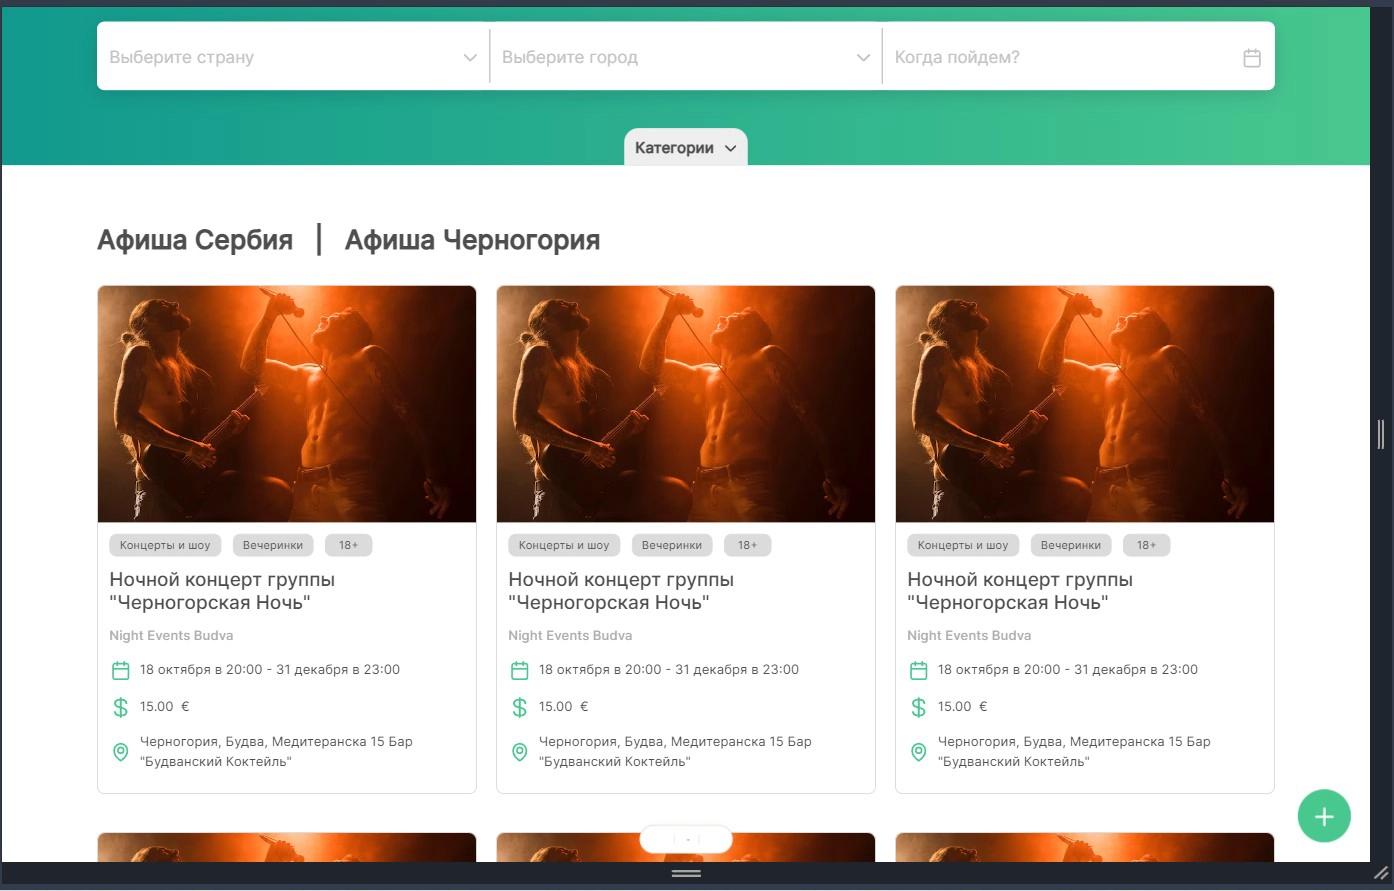 Выберите страну
Выберите город
Когда пойдем?
Категории
Афиша Сербия | Афиша Черногория
Концерты и шоу Вечеринки 18+
Ночной концерт группы
"Черногорская Ночь"
Night Events Budva
18 октября в 20:00 - 31 декабря в 23:00
15.00 €
Черногория, Будва, Медитеранска 15 Бар
"Будванский Коктейль"
Концерты и шоу Вечеринки 18+
Ночной концерт группы
"Черногорская Ночь"
Night Events Budva
18 октября в 20:00 - 31 декабря в 23:00
15.00 €
Черногория, Будва, Медитеранска 15 Бар
"Будванский Коктейль"
Концерты и шоу Вечеринки 18+
Ночной концерт группы
"Черногорская Ночь"
Night Events Budva
18 октября в 20:00 - 31 декабря в 23:00
15.00 €
Черногория, Будва, Медитеранска 15 Бар
"Будванский Коктейль"